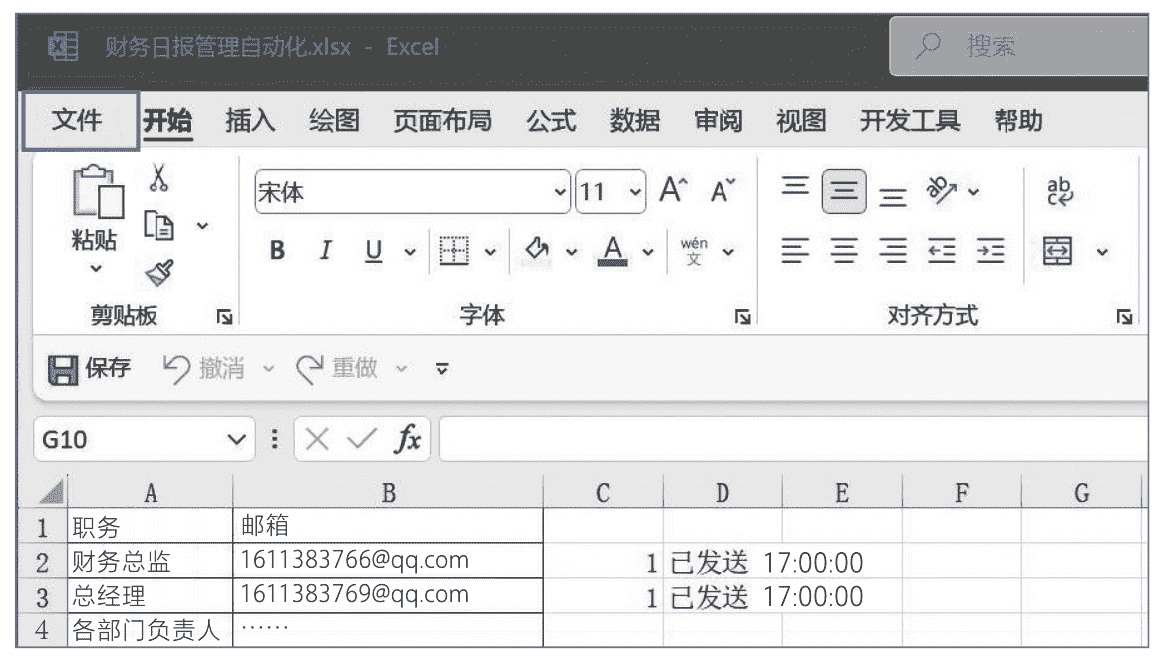 财务日报管理自动化.xlsx - Excel 搜索
文件 开始 插入 绘图 页面布局 公式 数据 审阅 视图 开发工具 帮助
宋体 11 A A ab
粘贴 B I U A wén 文
剪贴板 字体 对齐方式
保存 撤消 重做
G10 fx
A B C D E F G
1 职务 邮箱
2 财务总监 1611383766@qq.com 1 已发送 17:00:00
3 总经理 1611383769@qq.com 1 已发送 17:00:00
4 各部门负责人 ……